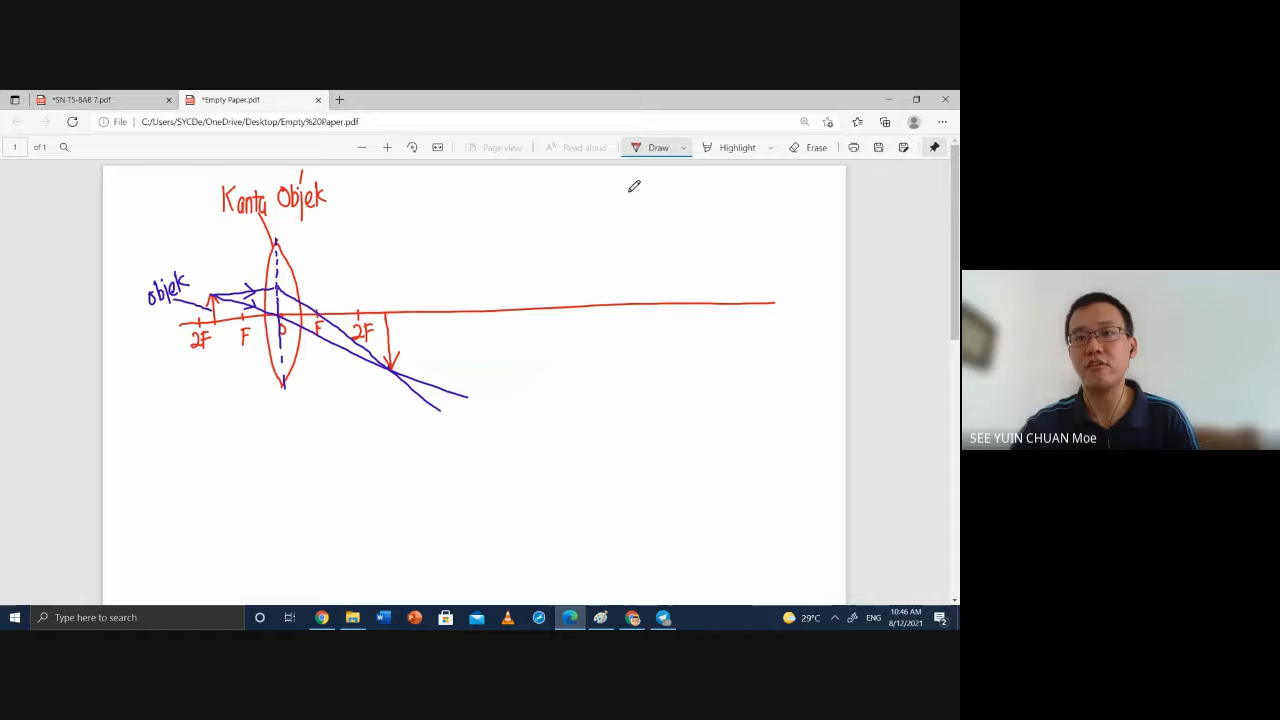 *SN T5-BAB 7.pdf
*Empty Paper.pdf
File
C:/Users/SYCDe/OneDrive/Desktop/Empty%20Paper.pdf
1
of 1
Page view
Read aloud
Draw
Highlight
Erase
Kanta Objek
objek
2F
F
O
F
2F
SEE YUIN CHUAN Moe
Type here to search
29°C
ENG
10:46 AM
8/12/2021
2